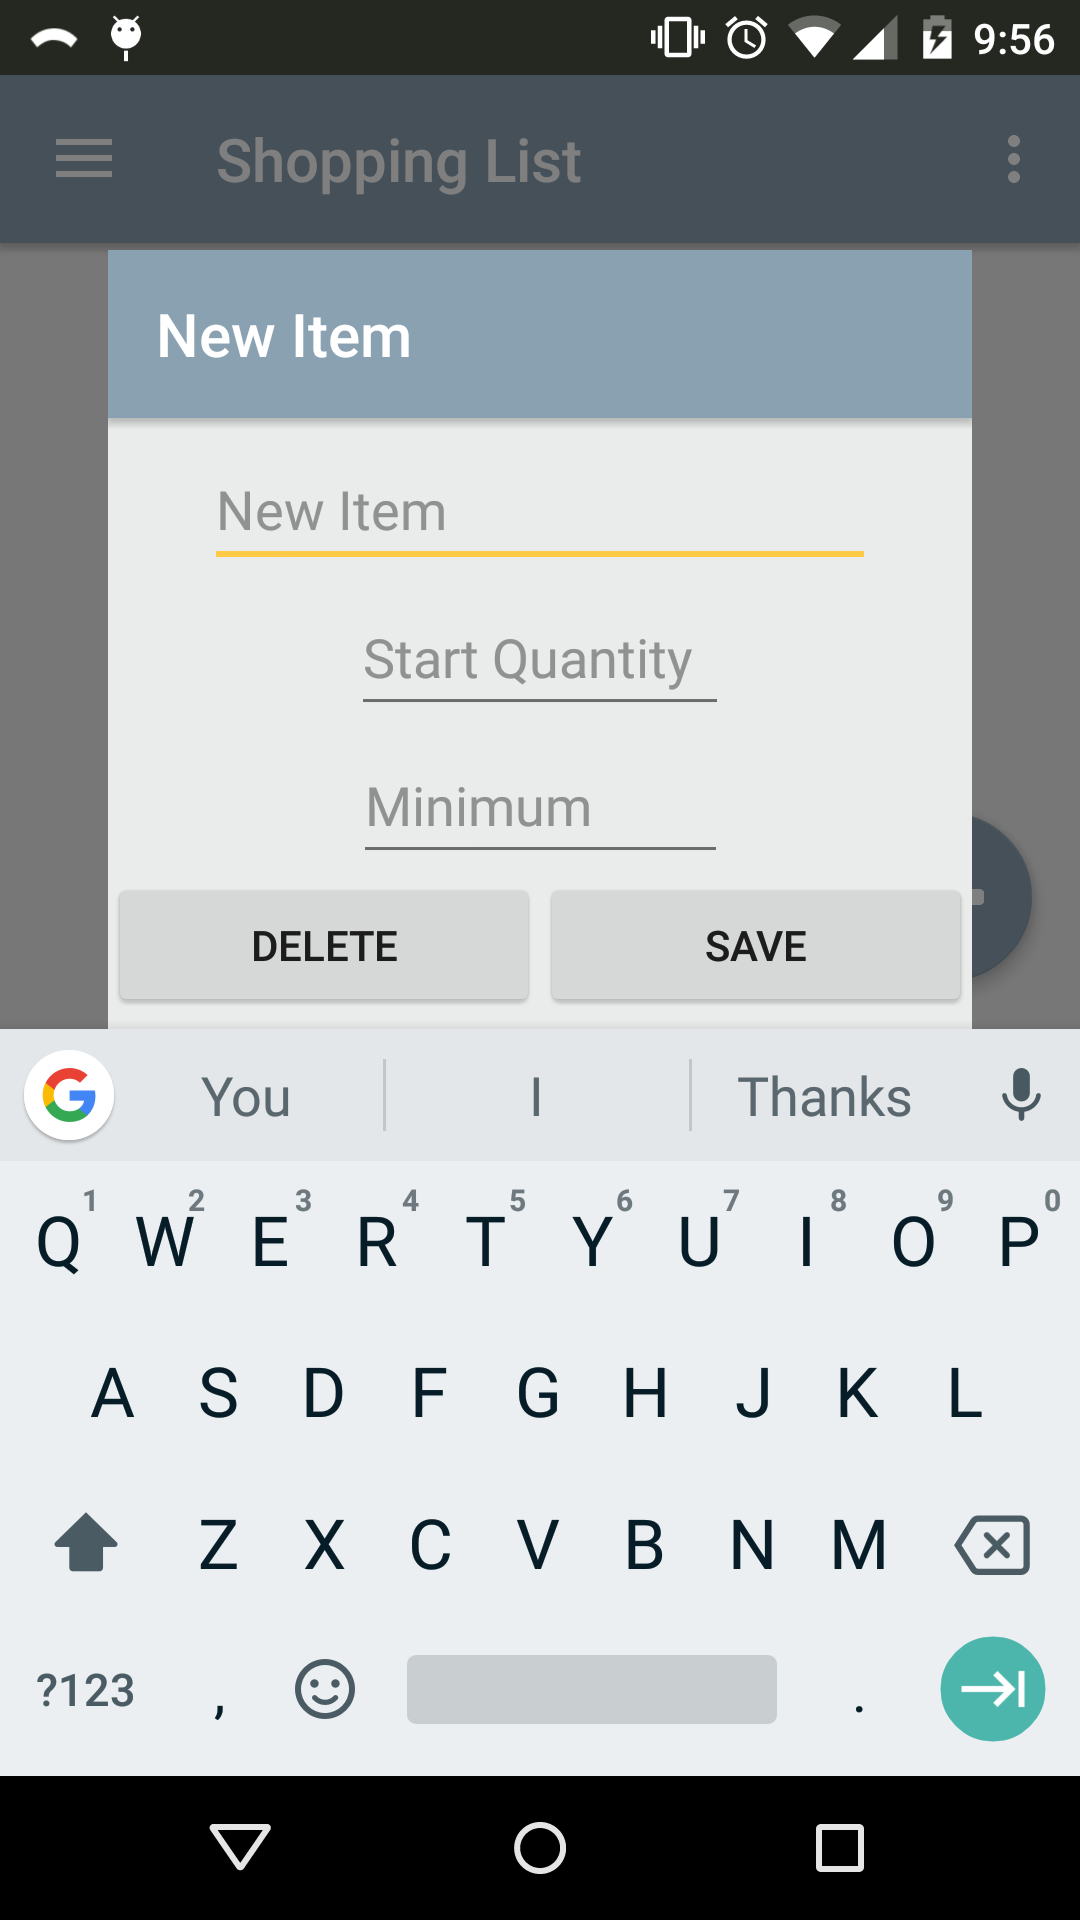 9:56
Shopping List
New Item
New Item
Start Quantity
Minimum
DELETE SAVE
You I Thanks
1 2 3 4 5 6 7 8 9 0
Q W E R T Y U I O P
A S D F G H J K L
Z X C V B N M
?123 , .